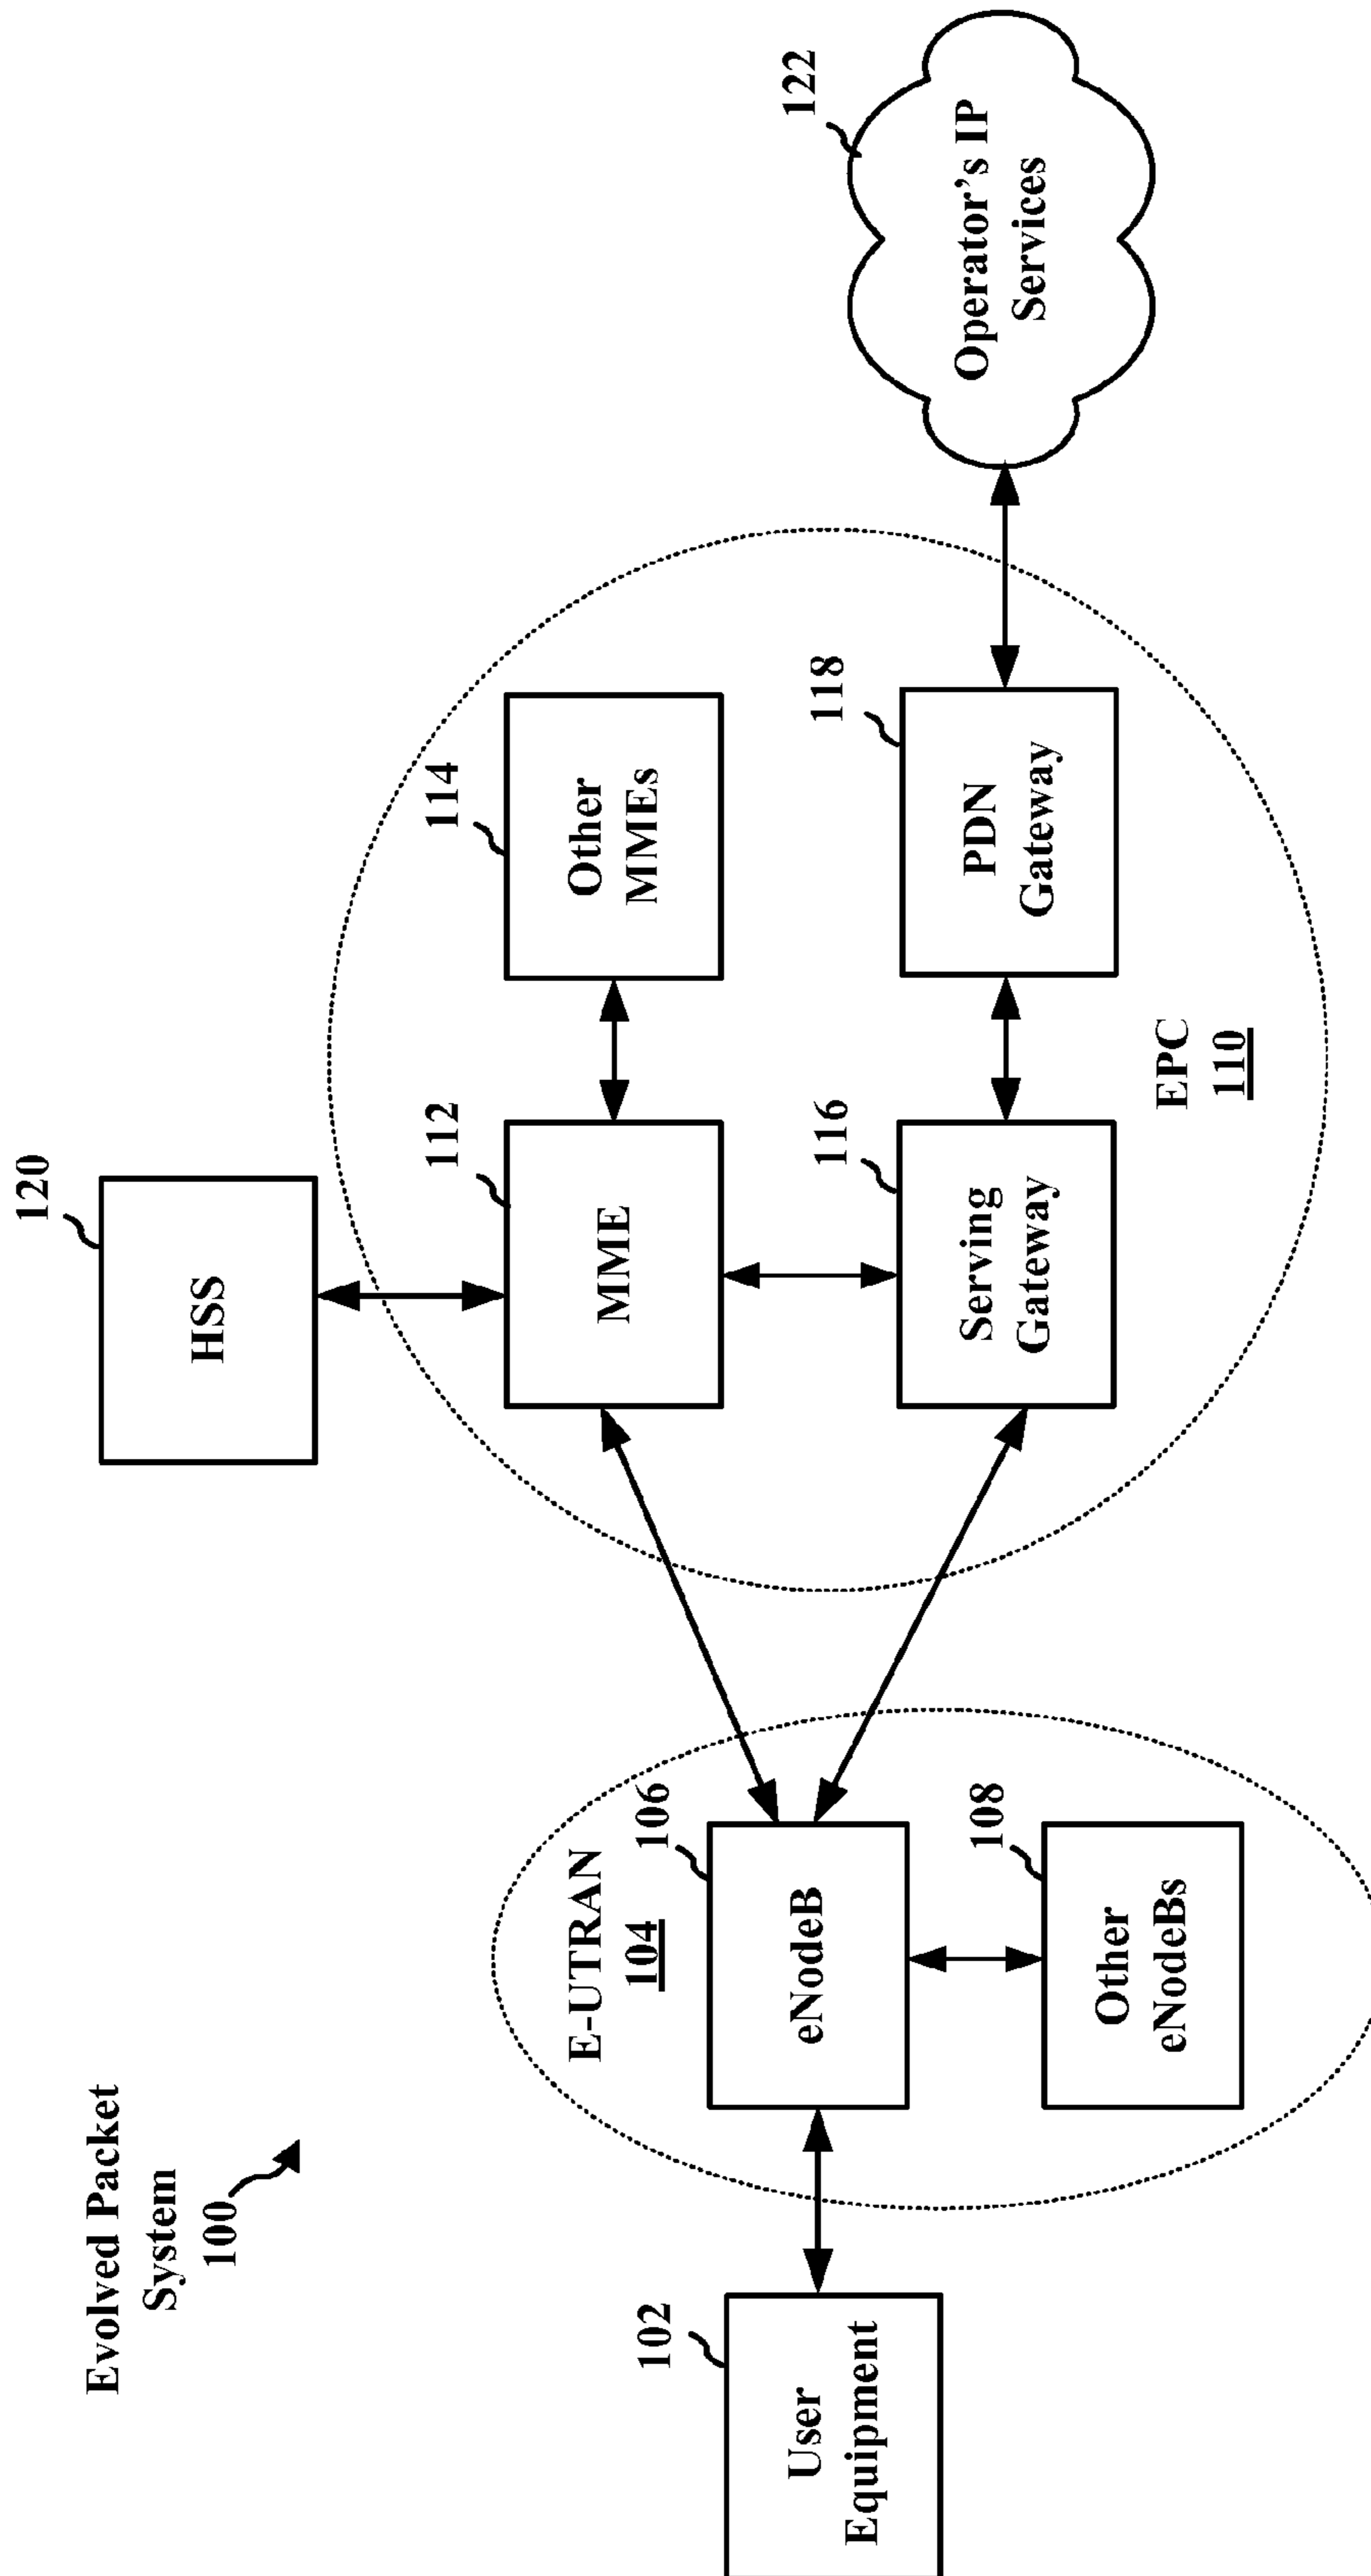 Evolved Packet
System
100
120
HSS
E-UTRAN
104
102
User
Equipment
106
eNodeB
108
Other
eNodeBs
112
MME
114
Other
MMEs
116
Serving
Gateway
118
PDN
Gateway
EPC
110
122
Operator’s IP
Services